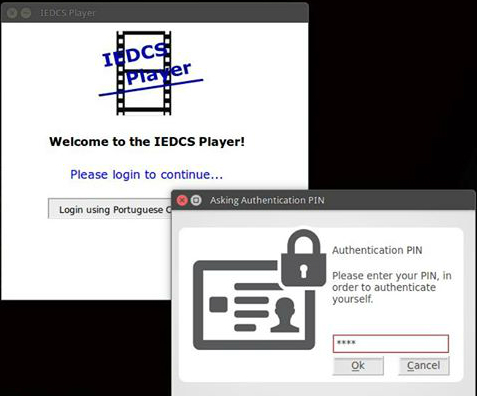 IEDCS Player
IEDCS
Player
Welcome to the IEDCS Player!
Please login to continue...
Login using Portuguese
Asking Authentication PIN
Authentication PIN
Please enter your PIN, in
order to authenticate
yourself.
****
Ok
Cancel